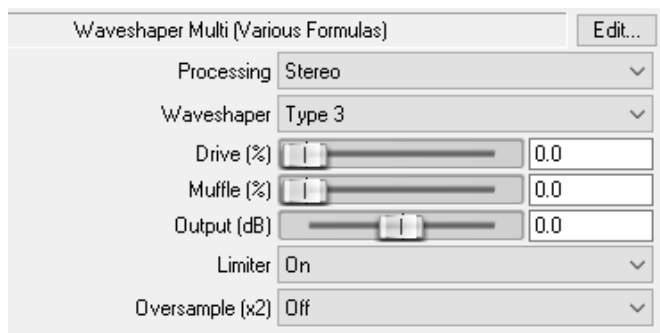 Waveshaper Multi (Various Formulas) Edit...
Processing Stereo
Waveshaper Type 3
Drive (%) 0.0
Muffle (%) 0.0
Output (dB) 0.0
Limiter On
Oversample (x2) Off